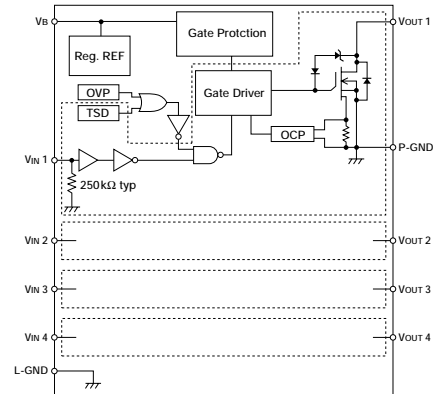 VB
Gate Protction
VOUT 1
Reg. REF
OVP
TSD
Gate Driver
OCP
P-GND
VIN 1
250kΩ typ
VIN 2
VOUT 2
VIN 3
VOUT 3
VIN 4
VOUT 4
L-GND